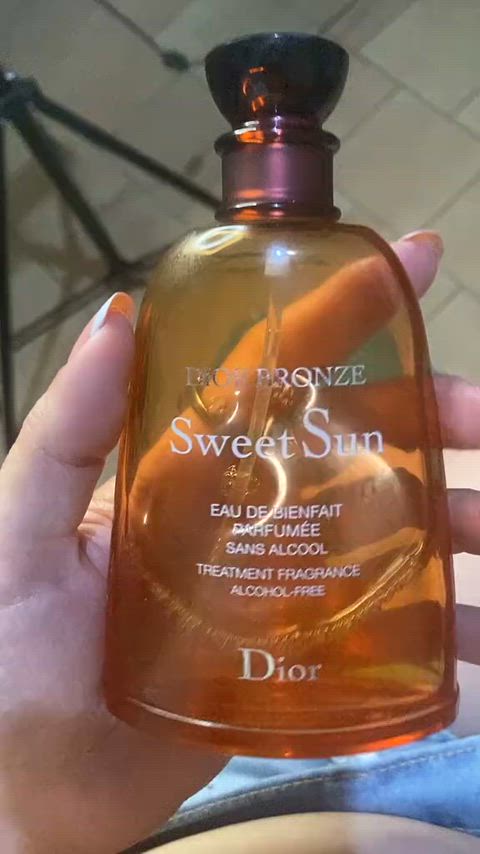 DIOR BRONZE
Sweet Sun
EAU DE BIENFAIT
PARFUMÉE
SANS ALCOOL
TREATMENT FRAGRANCE
ALCOHOL-FREE
Dior